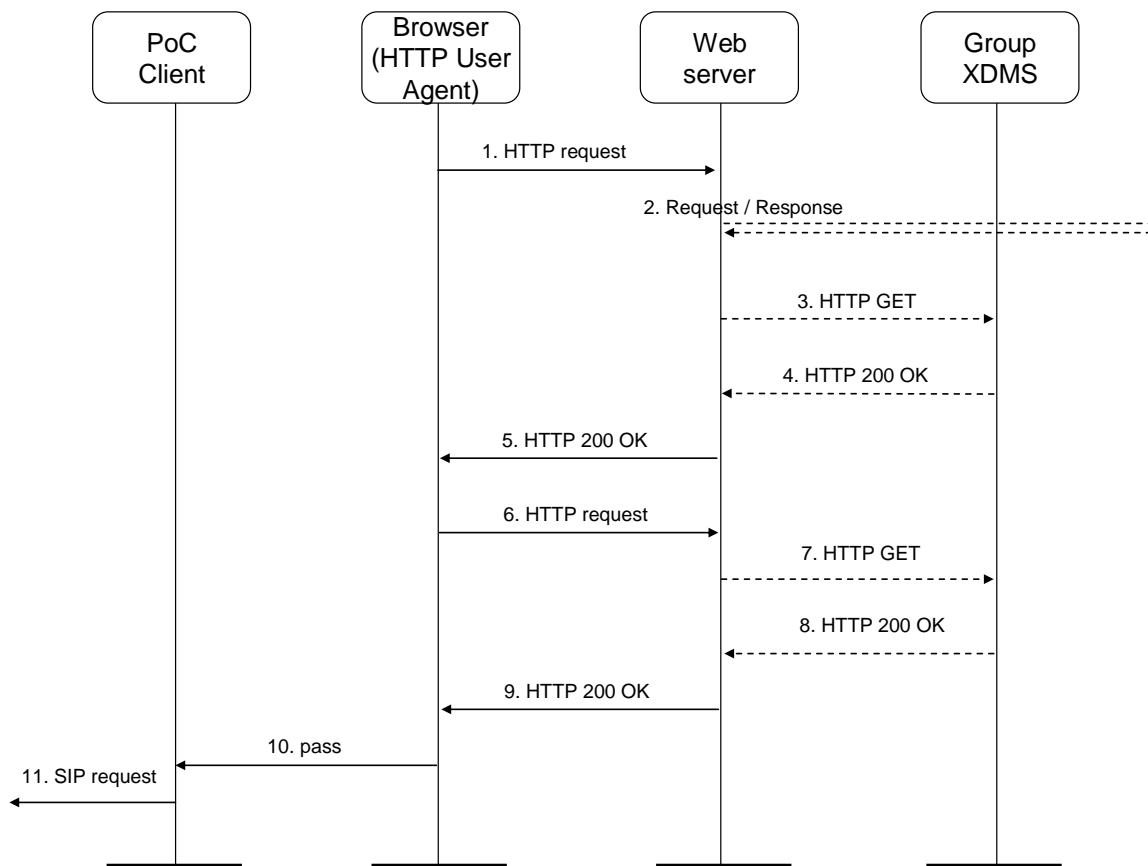 PoC
Client
Browser
(HTTP User
Agent)
Web
server
Group
XDMS
1. HTTP request
2. Request / Response
3. HTTP GET
4. HTTP 200 OK
5. HTTP 200 OK
6. HTTP request
7. HTTP GET
8. HTTP 200 OK
9. HTTP 200 OK
10. pass
11. SIP request